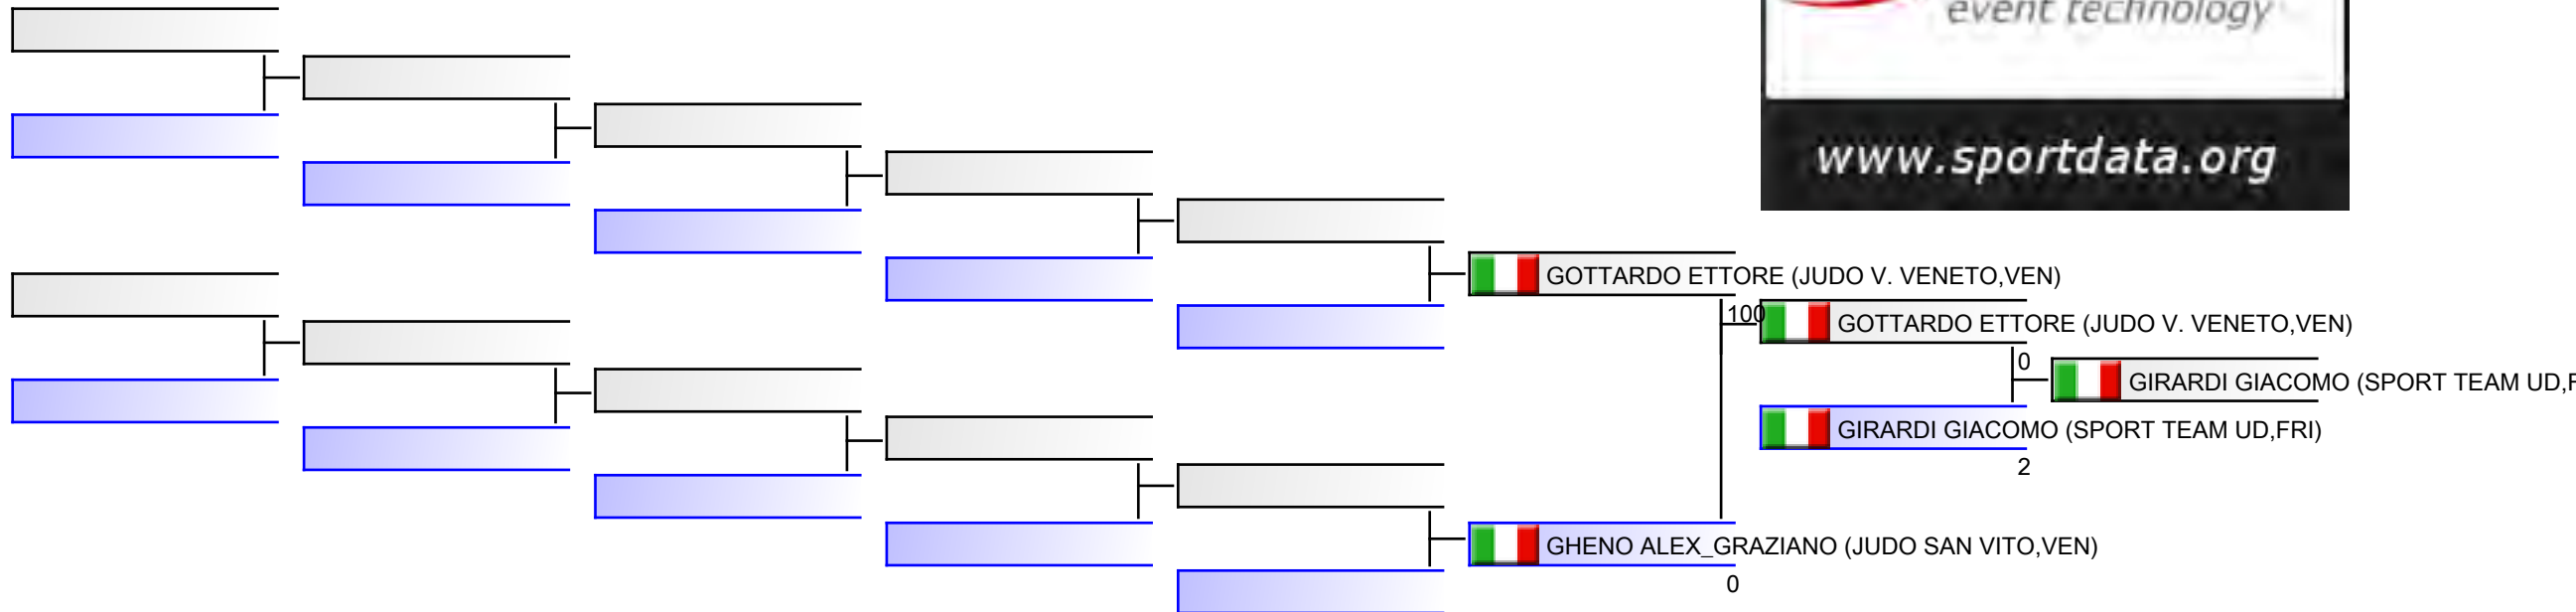 event technology
www.sportdata.org
GOTTARDO ETTORE (JUDO V. VENETO,VEN)
100
GOTTARDO ETTORE (JUDO V. VENETO,VEN)
0
GIRARDI GIACOMO (SPORT TEAM UD,F
GIRARDI GIACOMO (SPORT TEAM UD,FRI)
2
GHENO ALEX_GRAZIANO (JUDO SAN VITO,VEN)
0